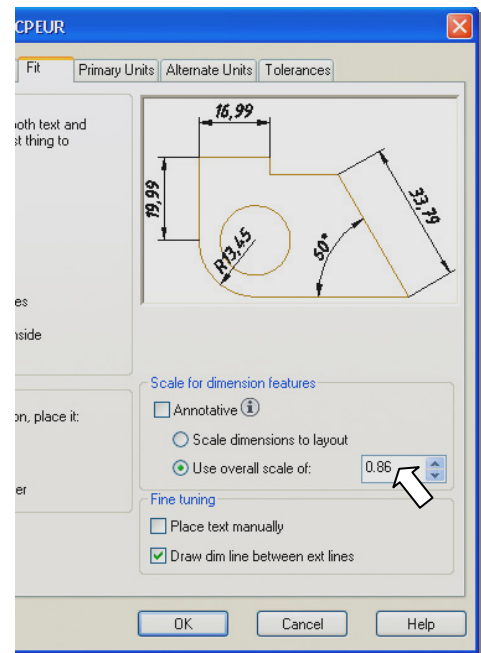 CPEUR
Fit Primary Units Alternate Units Tolerances
oth text and
st thing to
es
nside
on, place it:
er
16,99
19,99
R13,45
50°
33,79
Scale for dimension features
Annotative
Scale dimensions to layout
Use overall scale of: 0.86
Fine tuning
Place text manually
Draw dim line between ext lines
OK Cancel Help